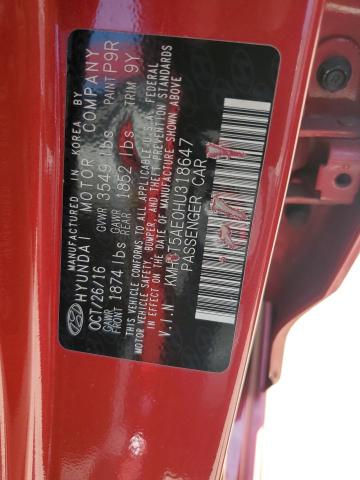 MANUFACTURED IN KOREA BY
HYUNDAI MOTOR COMPANY
OCT/26/16 GVWR 3549 lbs PAINT P9R
GAWR FRONT 1874 lbs GAWR REAR 1852 lbs TRIM 9Y
THIS VEHICLE CONFORMS TO ALL APPLICABLE U.S.A. FEDERAL
MOTOR VEHICLE SAFETY, BUMPER, AND THEFT PREVENTION STANDARDS
IN EFFECT ON THE DATE OF MANUFACTURE SHOWN ABOVE
V.I.N
PASSENGER CAR